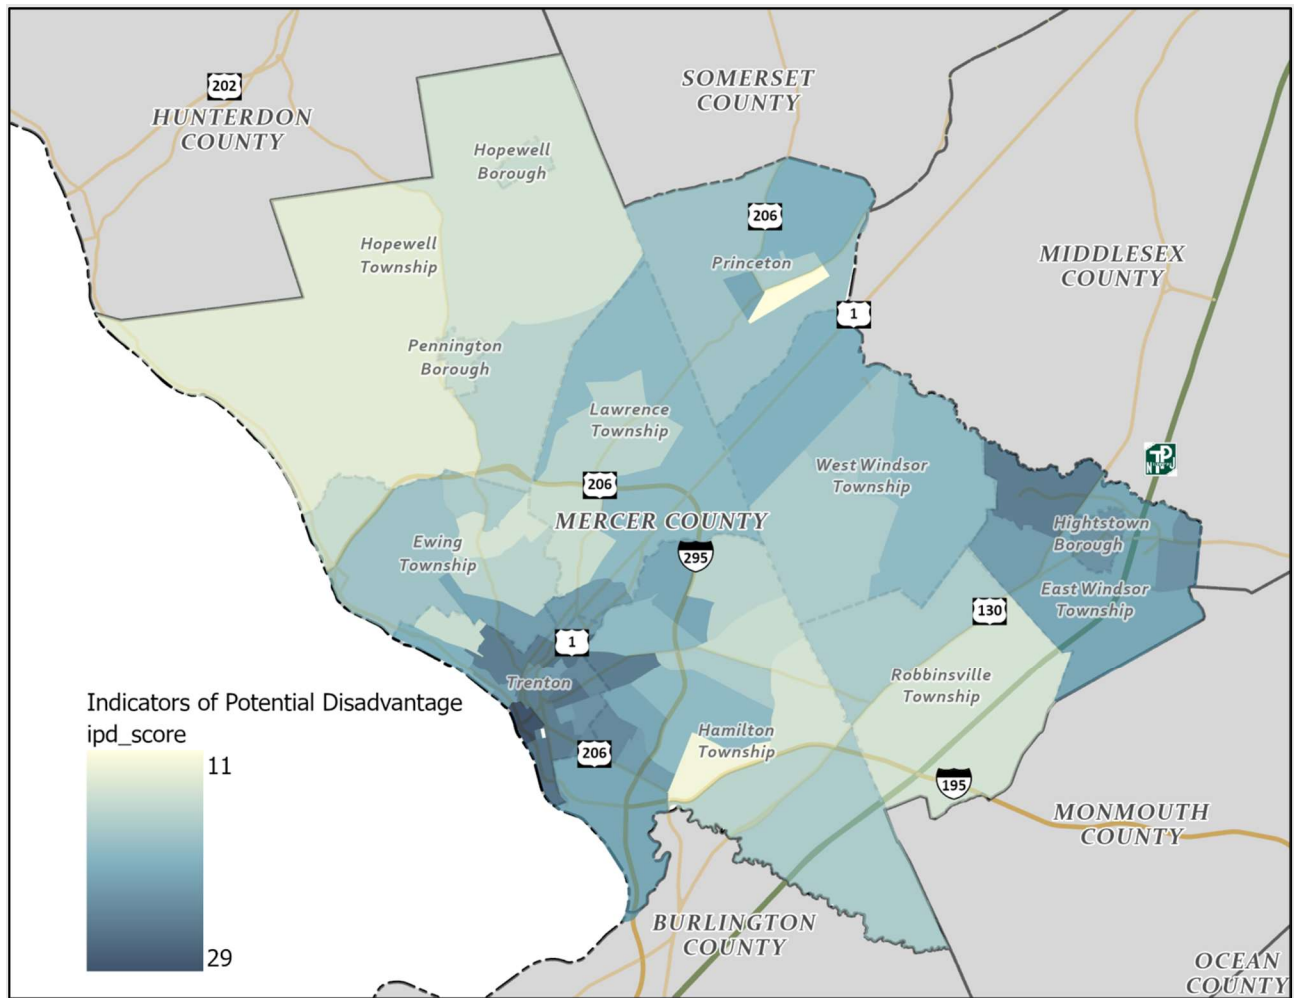 SOMERSET
COUNTY
202
HUNTERDON
COUNTY
Hopewell
Borough
206
Hopewell
Township
Princeton
MIDDLESEX
COUNTY
1
Pennington
Borough
Lawrence
Township
West Windsor
Township
206
MERCER COUNTY
Hightstown
Borough
Ewing
Township
295
East Windsor
Township
130
1
Trenton
Robbinsville
Township
Indicators of Potential Disadvantage
ipd_score
11
29
Hamilton
Township
206
195
MONMOUTH
COUNTY
BURLINGTON
COUNTY
OCEAN
COUNTY